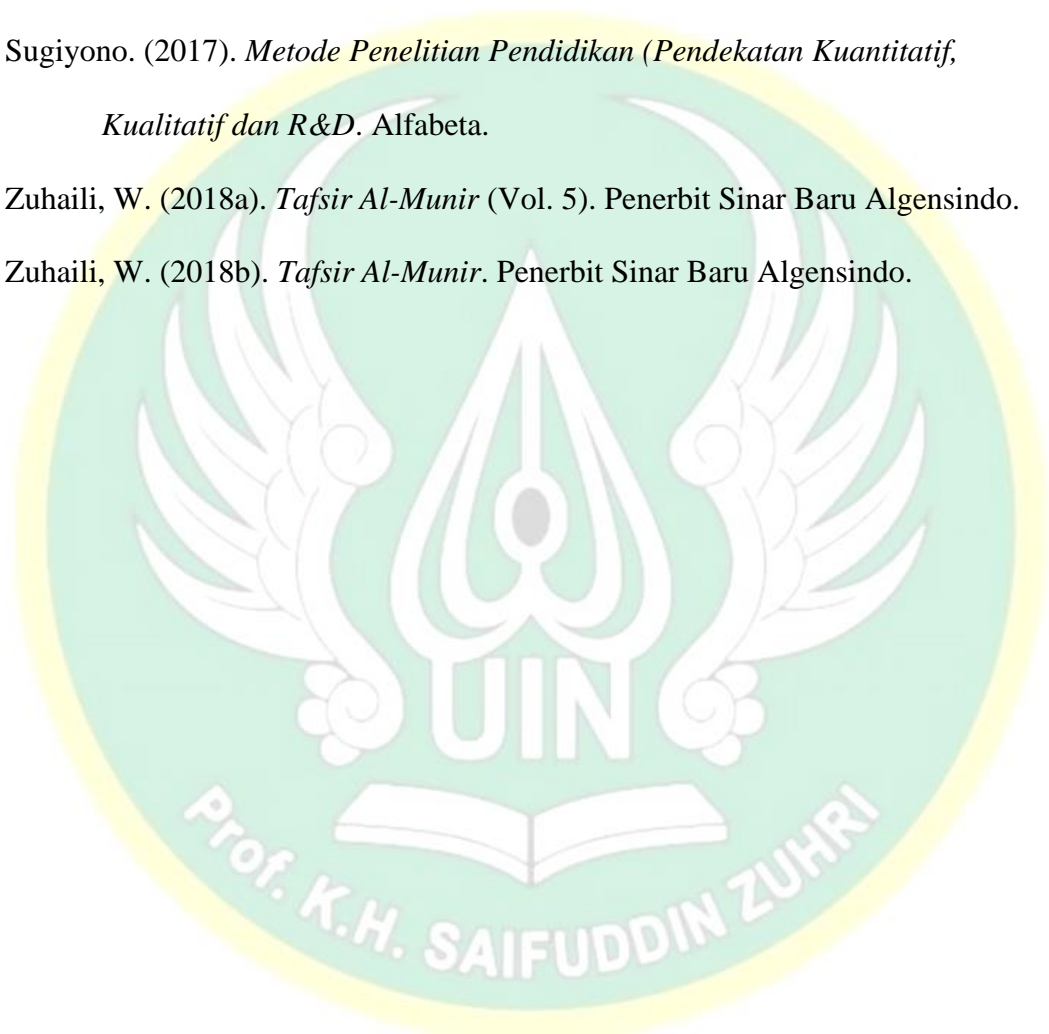 Sugiyono. (2017). Metode Penelitian Pendidikan (Pendekatan Kuantitatif,
Kualitatif dan R&D. Alfabeta.
Zuhaili, W. (2018a). Tafsir Al-Munir (Vol. 5). Penerbit Sinar Baru Algensindo.
Zuhaili, W. (2018b). Tafsir Al-Munir. Penerbit Sinar Baru Algensindo.
UIN
Prof. K.H. SAIFUDDIN ZUHRI